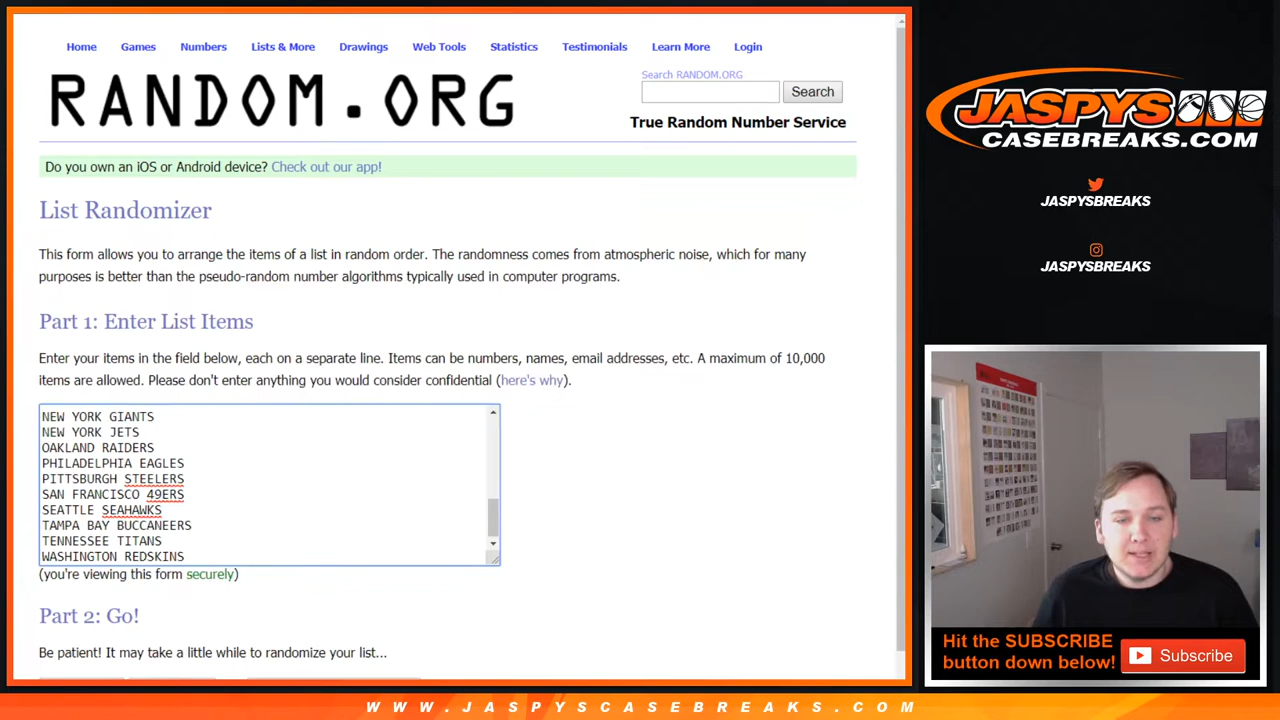 Home Games Numbers Lists & More Drawings Web Tools Statistics Testimonials Learn More Login
RANDOM.ORG
Search RANDOM.ORG
Search
True Random Number Service
Do you own an iOS or Android device? Check out our app!
List Randomizer
This form allows you to arrange the items of a list in random order. The randomness comes from atmospheric noise, which for many
purposes is better than the pseudo-random number algorithms typically used in computer programs.
Part 1: Enter List Items
Enter your items in the field below, each on a separate line. Items can be numbers, names, email addresses, etc. A maximum of 10,000
items are allowed. Please don't enter anything you would consider confidential (here's why).
NEW YORK GIANTS
NEW YORK JETS
OAKLAND RAIDERS
PHILADELPHIA EAGLES
PITTSBURGH STEELERS
SAN FRANCISCO 49ERS
SEATTLE SEAHAWKS
TAMPA BAY BUCCANEERS
TENNESSEE TITANS
WASHINGTON REDSKINS
(you're viewing this form securely)
Part 2: Go!
Be patient! It may take a little while to randomize your list...
JASPYS
CASEBREAKS.COM
JASPYSBREAKS
JASPYSBREAKS
Hit the SUBSCRIBE
button down below!
Subscribe
WWW.JASPYSCASEBREAKS.COM